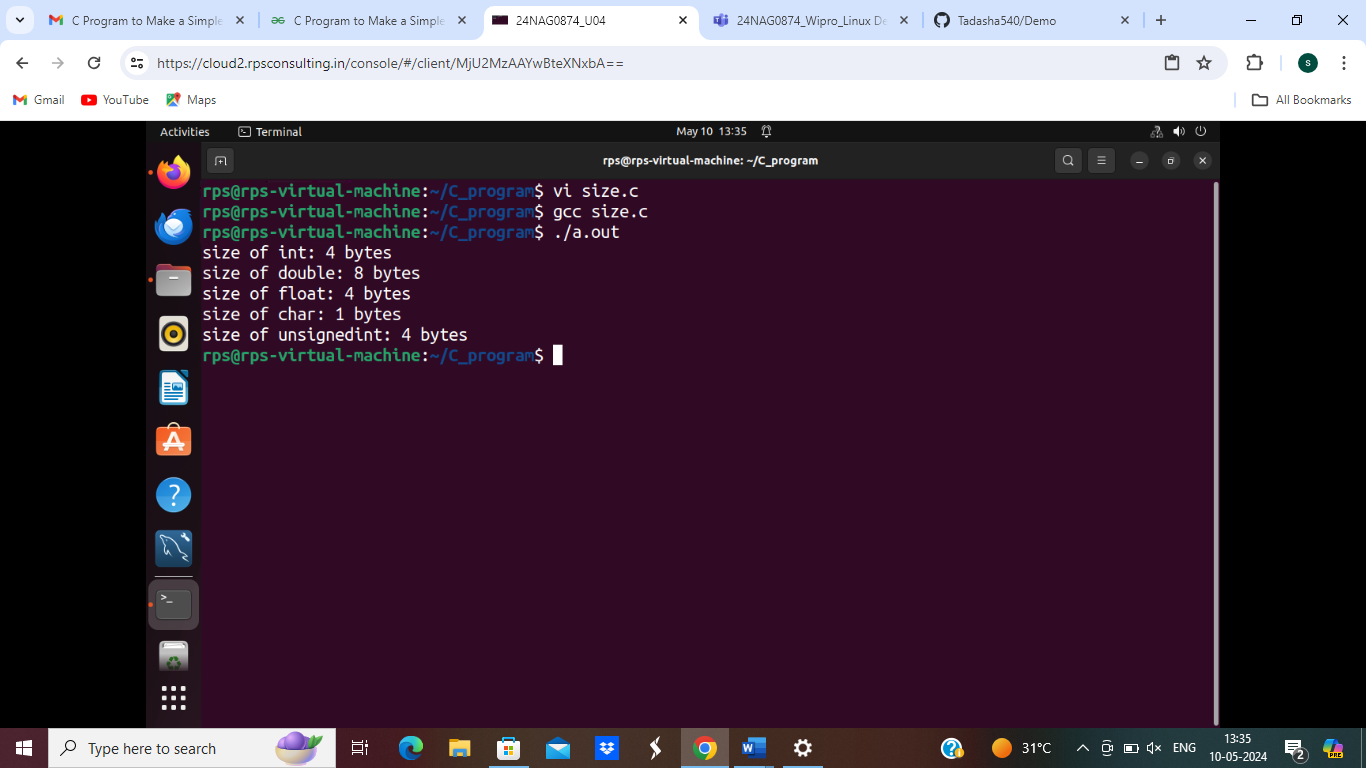 C Program to Make a Simple
C Program to Make a Simple
24NAG0874_U04
24NAG0874_Wipro_Linux De
Tadasha540/Demo
https://cloud2.rpsconsulting.in/console/#/client/MjU2MzAAYwBteXNxbA==
s
Gmail
YouTube
Maps
All Bookmarks
Activities
Terminal
May 10 13:35
rps@rps-virtual-machine: ~/C_program
rps@rps-virtual-machine:~/C_program$ vi size.c
rps@rps-virtual-machine:~/C_program$ gcc size.c
rps@rps-virtual-machine:~/C_program$ ./a.out
size of int: 4 bytes
size of double: 8 bytes
size of float: 4 bytes
size of char: 1 bytes
size of unsignedint: 4 bytes
rps@rps-virtual-machine:~/C_program$
Type here to search
31°C
ENG
13:35
10-05-2024
2
PRE